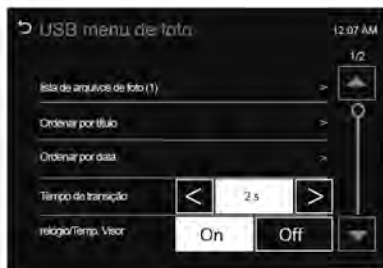 USB menu de foto
12:07 AM
1/2
lista de arquivos de foto (1) >
Ordenar por título >
Ordenar por data >
Tempo de transição < 2 s >
relógio/Temp. Visor On Off